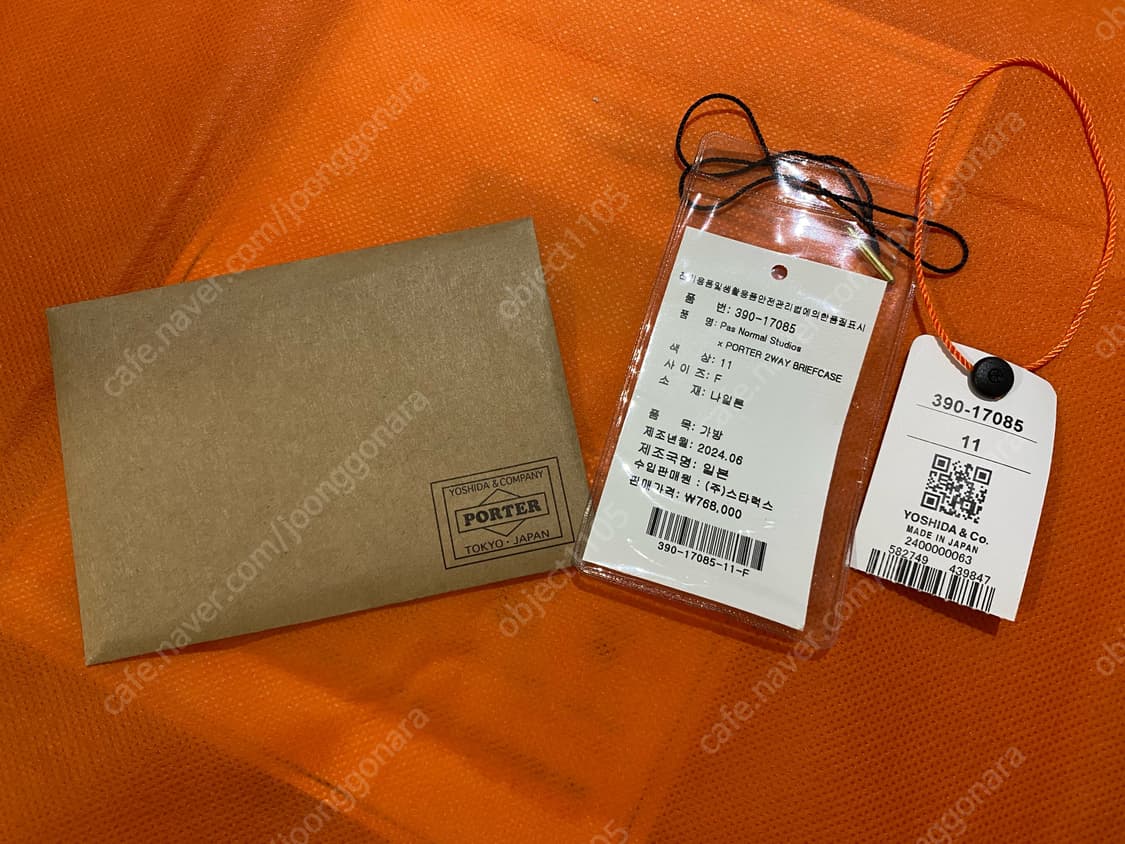 YOSHIDA & COMPANY
PORTER
TOKYO・JAPAN
전기용품및생활용품안전관리법에의한품질표시
품 번: 390-17085
품 명: Pas Normal Studios
x PORTER 2WAY BRIEFCASE
색 상: 11
사 이 즈: F
소 재: 나일론
품 목: 가방
제조년월: 2024.06
제조국명: 일본
수입판매원 : (주)스타럭스
판매가격: ₩768,000
390-17085-11-F
390-17085
11
YOSHIDA & Co.
MADE IN JAPAN
2400000063
582749 439847
cafe.naver.com/joonggonara
object1105